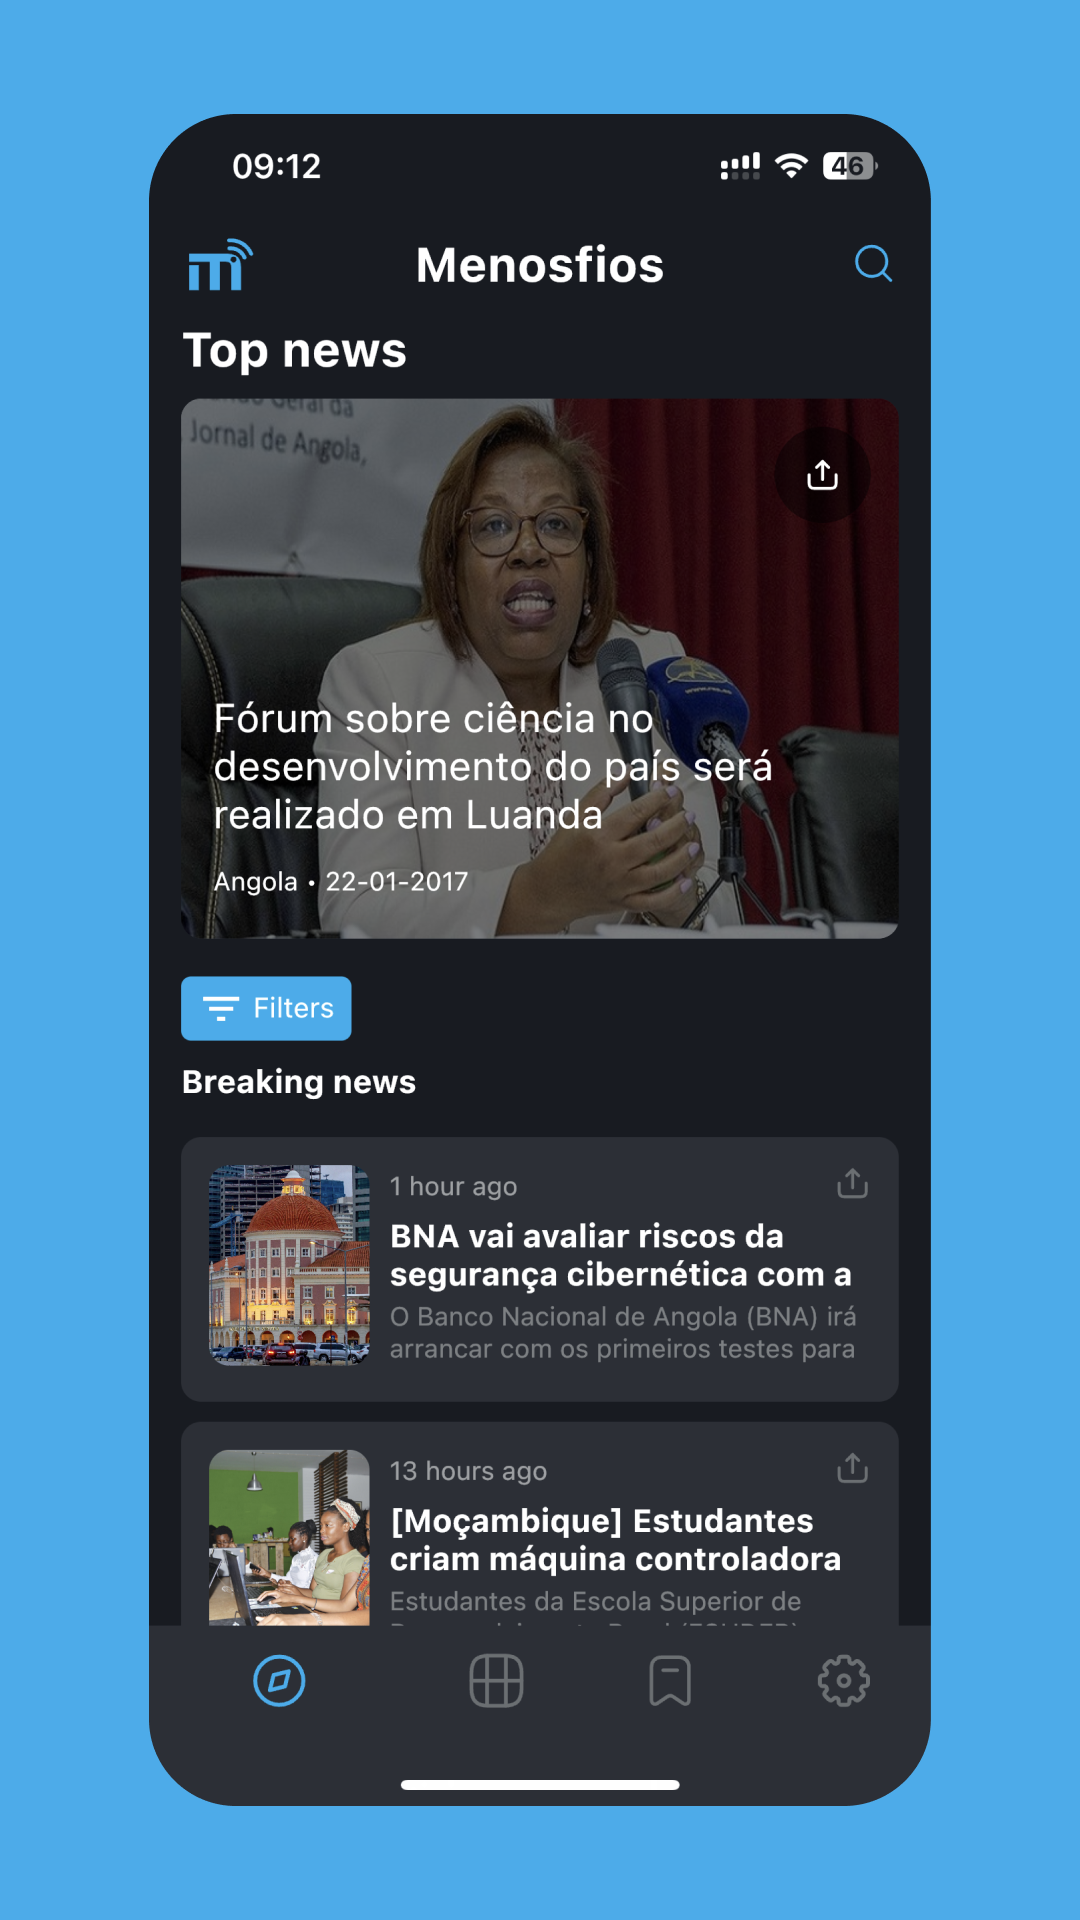 09:12
46
Menosfios
Top news
Geral da
Jornal de Angola,
Fórum sobre ciência no
desenvolvimento do país será
realizado em Luanda
Angola • 22-01-2017
Filters
Breaking news
1 hour ago
BNA vai avaliar riscos da
segurança cibernética com a
O Banco Nacional de Angola (BNA) irá
arrancar com os primeiros testes para
13 hours ago
[Moçambique] Estudantes
criam máquina controladora
Estudantes da Escola Superior de